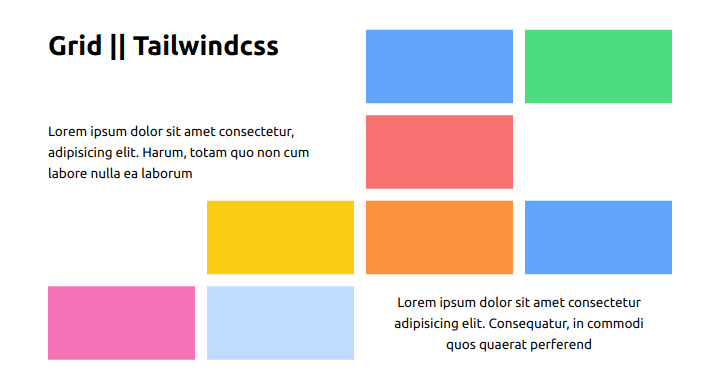 Grid || Tailwindcss
Lorem ipsum dolor sit amet consectetur,
adipisicing elit. Harum, totam quo non cum
labore nulla ea laborum
Lorem ipsum dolor sit amet consectetur
adipisicing elit. Consequatur, in commodi
quos quaerat perferend